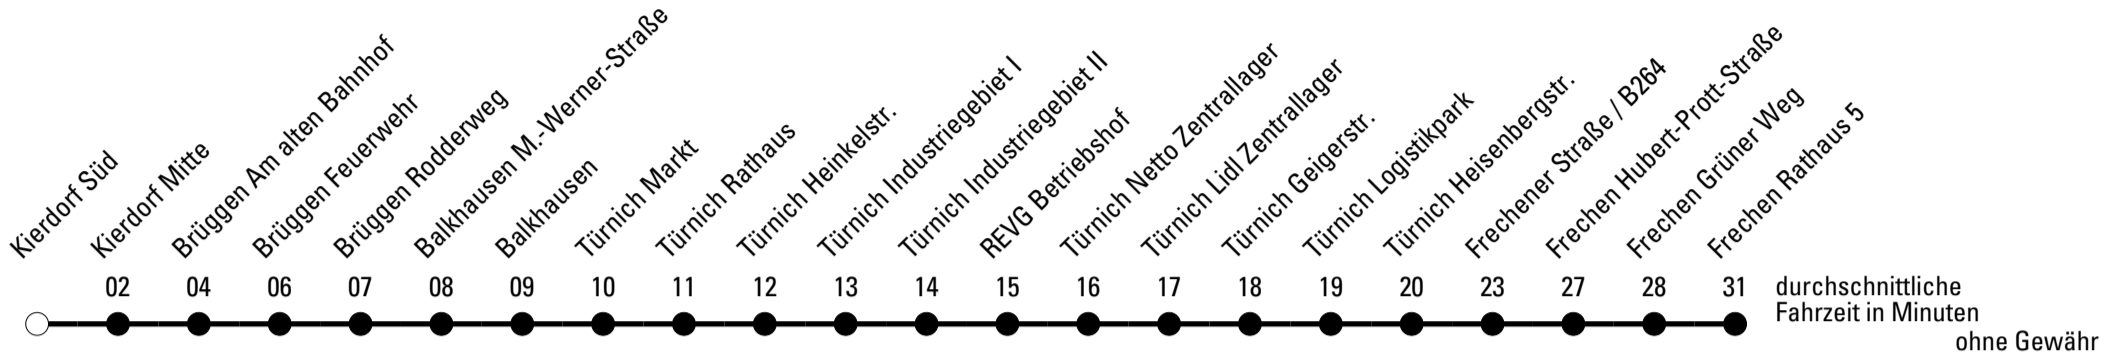 Kierdorf Süd
Kierdorf Mitte
Brüggen Am alten Bahnhof
Brüggen Feuerwehr
Brüggen Rodderweg
Balkhausen M.-Werner-Straße
Balkhausen
Türnich Markt
Türnich Rathaus
Türnich Heinkelstr.
Türnich Industriegebiet I
Türnich Industriegebiet II
REVG Betriebshof
Türnich Netto Zentrallager
Türnich Lidl Zentrallager
Türnich Geigerstr.
Türnich Logistikpark
Türnich Heisenbergstr.
Frechener Straße / B264
Frechen Hubert-Prott-Straße
Frechen Grüner Weg
Frechen Rathaus 5
02 04 06 07 08 09 10 11 12 13 14 15 16 17 18 19 20 23 27 28 31
durchschnittliche
Fahrzeit in Minuten
ohne Gewähr